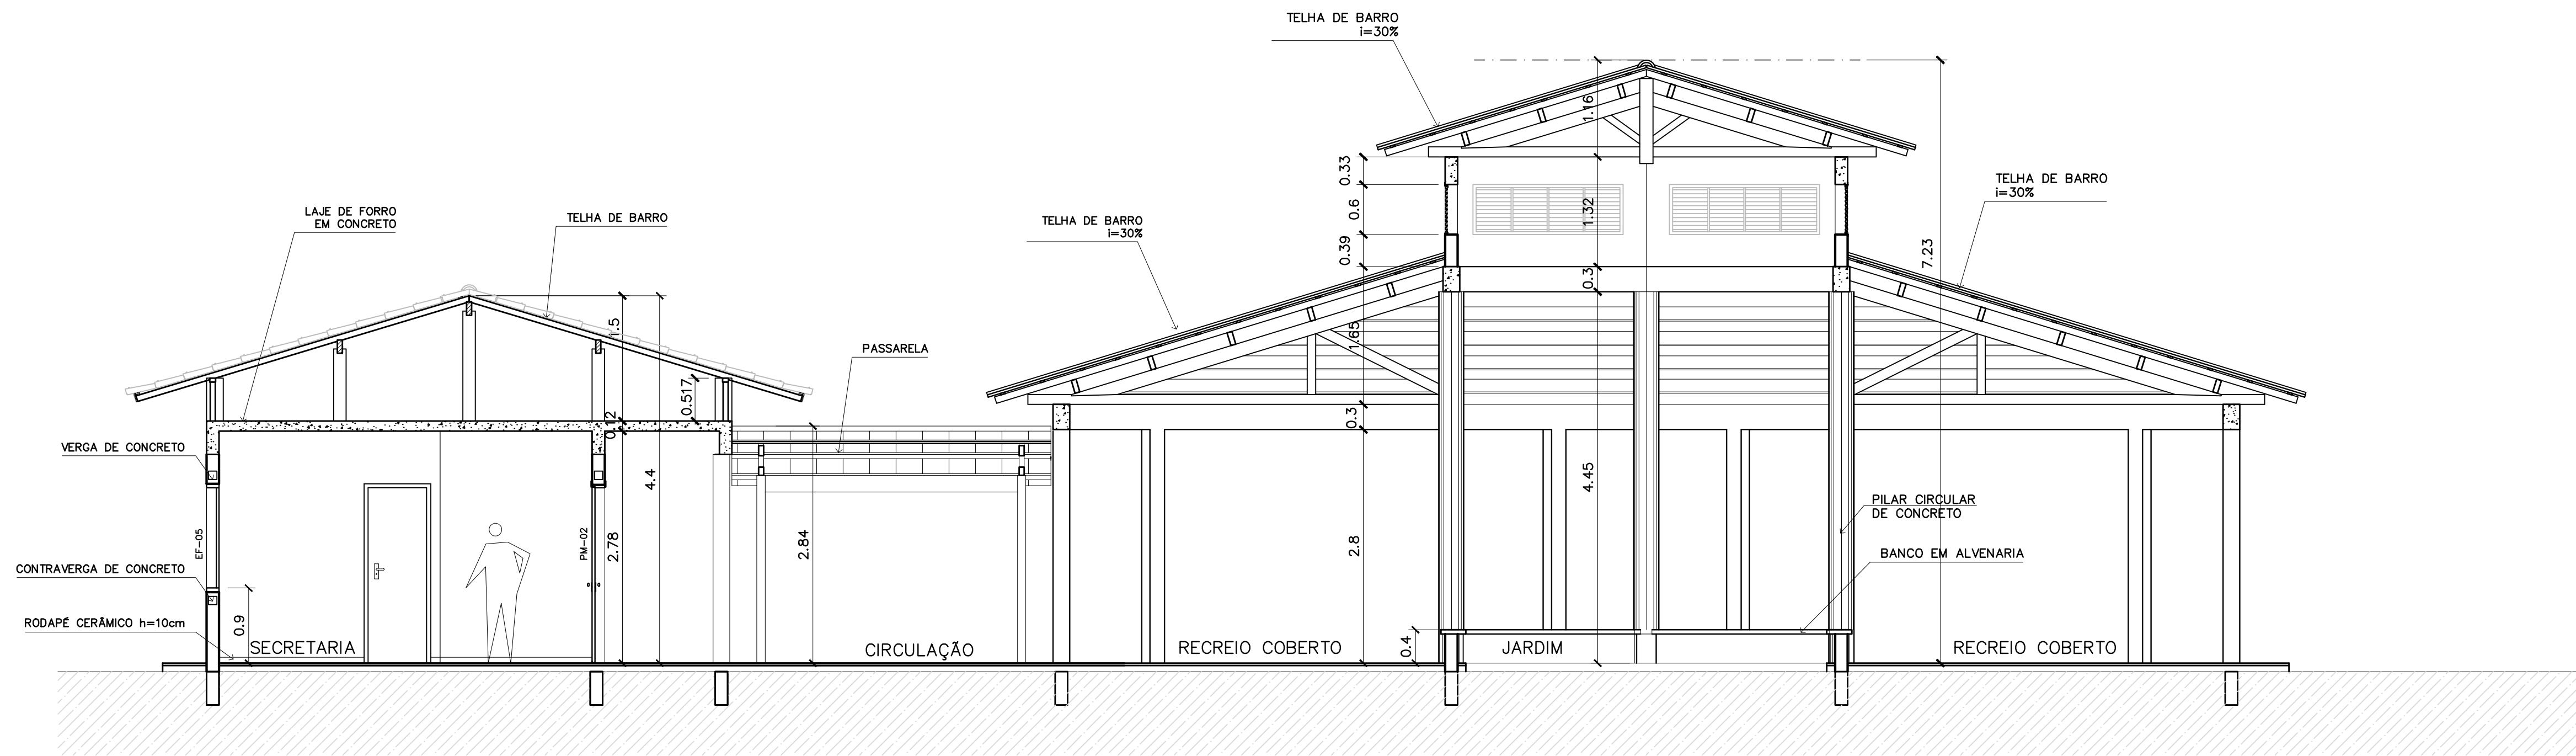 TELHA DE BARRO
i=30%
TELHA DE BARRO
i=30%
LAJE DE FORRO
EM CONCRETO
TELHA DE BARRO
TELHA DE BARRO
i=30%
PASSARELA
VERGA DE CONCRETO
CONTRAVERGA DE CONCRETO
RODAPÉ CERÂMICO h=10cm
EF-05
PM-02
0.9
2.78
0.12
1.5
4.4
0.517
2.84
0.33
0.6
0.39
1.65
0.3
2.8
0.4
1.16
1.32
0.3
4.45
7.23
PILAR CIRCULAR
DE CONCRETO
BANCO EM ALVENARIA
SECRETARIA
CIRCULAÇÃO
RECREIO COBERTO
JARDIM
RECREIO COBERTO